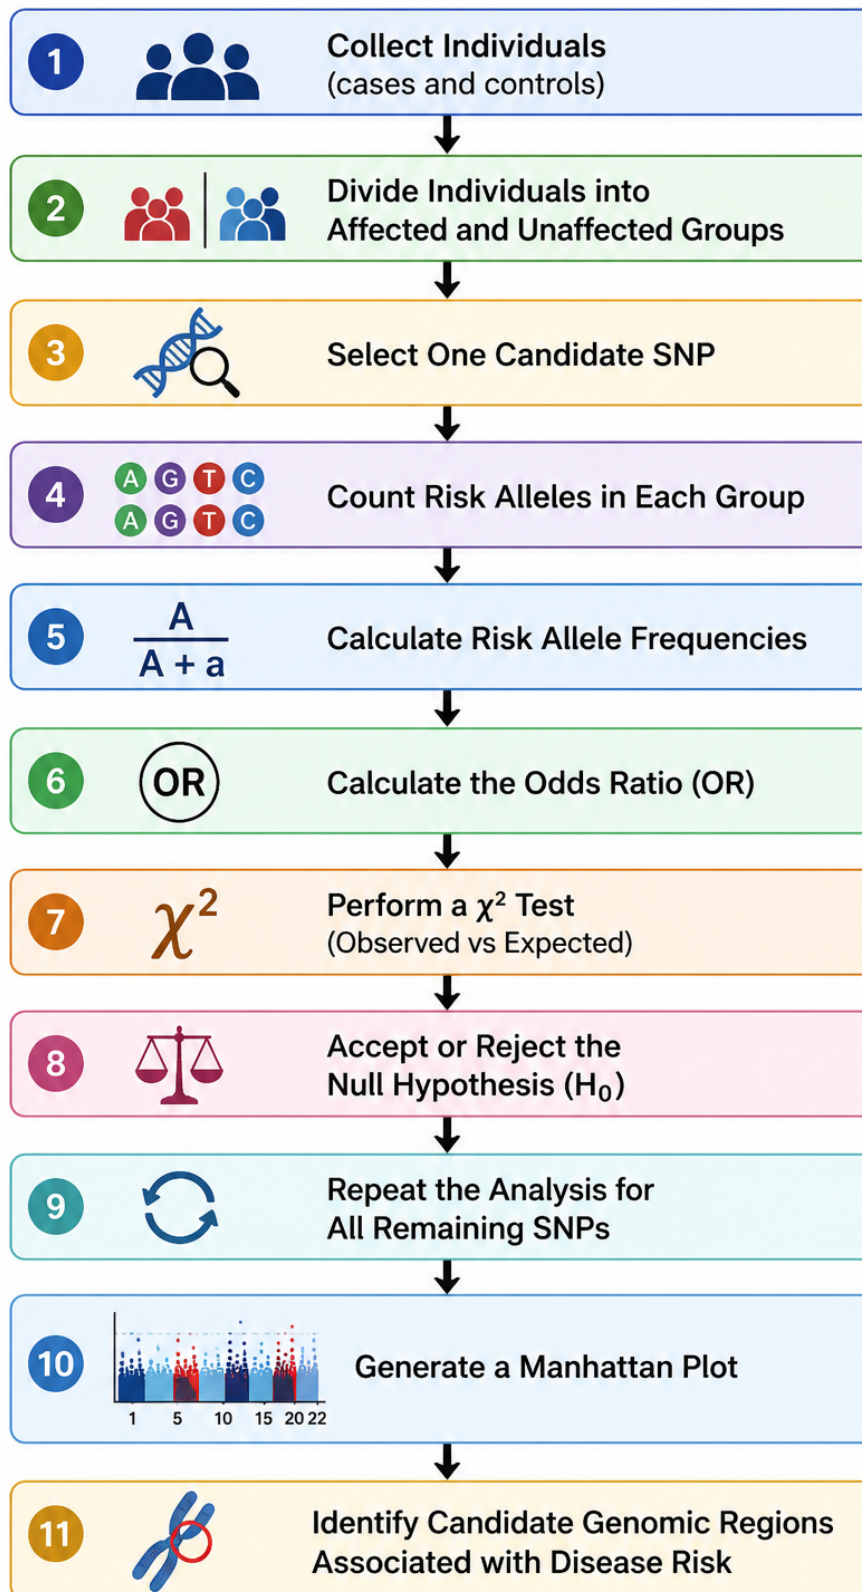 1
Collect Individuals
(cases and controls)
2
Divide Individuals into
Affected and Unaffected Groups
3
Select One Candidate SNP
4
A G T C
A G T C
Count Risk Alleles in Each Group
5
A
A + a
Calculate Risk Allele Frequencies
6
OR
Calculate the Odds Ratio (OR)
7
χ²
Perform a χ² Test
(Observed vs Expected)
8
Accept or Reject the
Null Hypothesis (H₀)
9
Repeat the Analysis for
All Remaining SNPs
10
1 5 10 15 20 22
Generate a Manhattan Plot
11
Identify Candidate Genomic Regions
Associated with Disease Risk